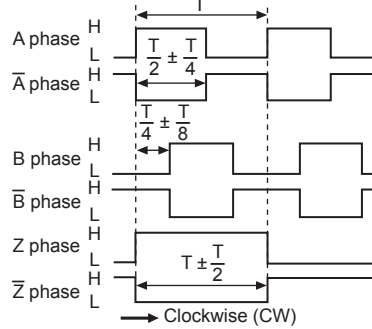 T
A phase H
L
A̅ phase H
L
T/2 ± T/4
T/4 ± T/8
B phase H
L
B̅ phase H
L
Z phase H
L
Z̅ phase H
L
T ± T/2
Clockwise (CW)